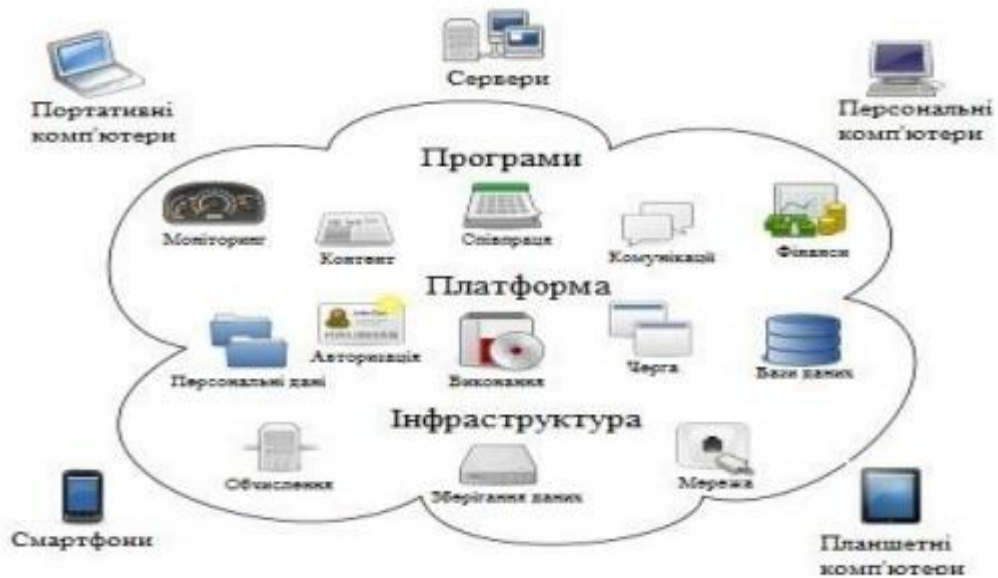 Сервери
Портативні
комп'ютери
Персональні
комп'ютери
Програми
Моніторинг
Контент
Співпраця
Комунікації
Фінанси
Платформа
Персональні дані
Авторизація
Виконання
Черга
Бази даних
Інфраструктура
Обчислення
Зберігання даних
Мережа
Смартфони
Планшетні
комп'ютери